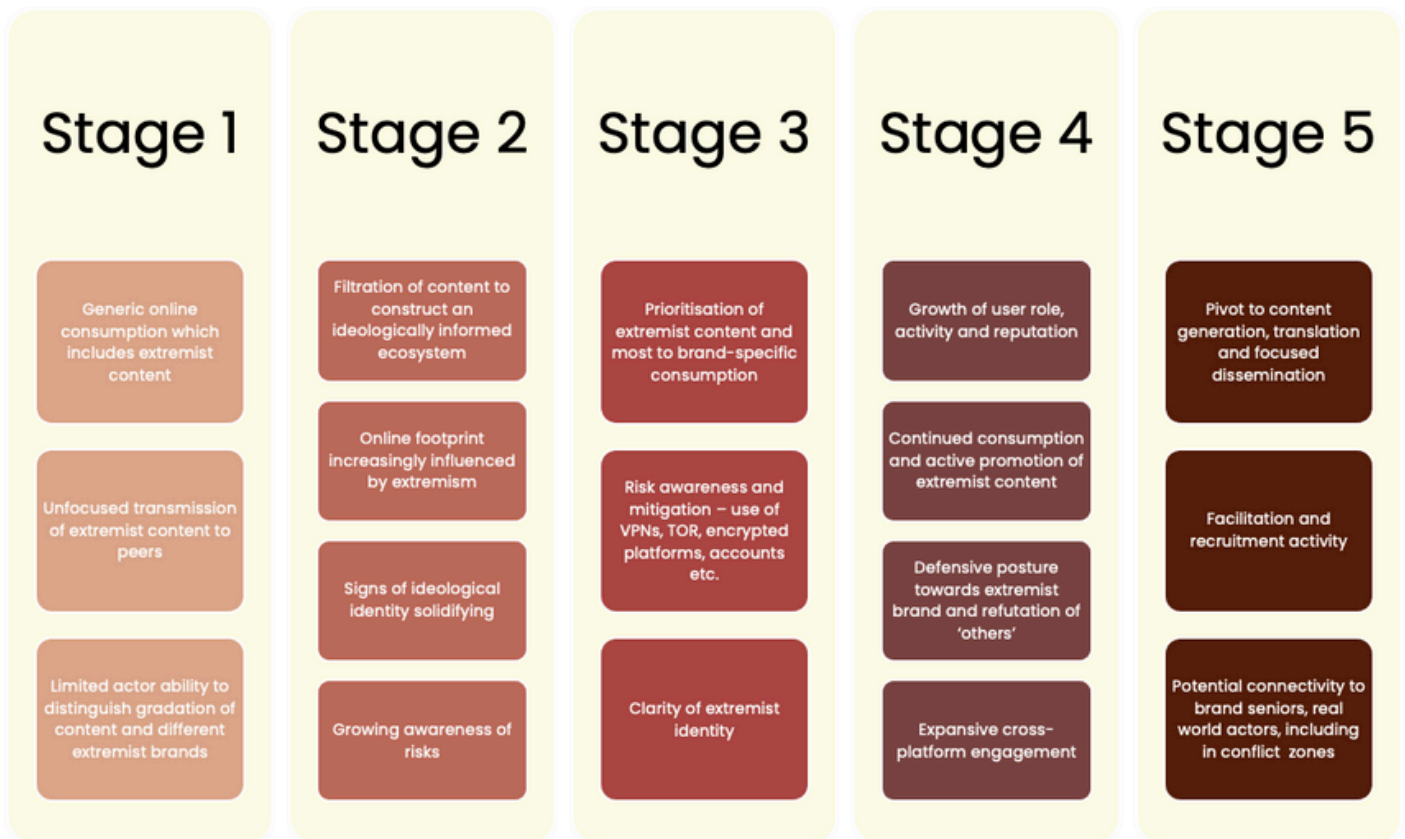 Stage 1
Generic online
consumption which
includes extremist
content
Unfocused transmission
of extremist content to
peers
Limited actor ability to
distinguish gradation of
content and different
extremist brands
Stage 2
Filtration of content to
construct an
ideologically informed
ecosystem
Online footprint
increasingly influenced
by extremism
Signs of ideological
identity solidifying
Growing awareness of
risks
Stage 3
Prioritisation of
extremist content and
most to brand-specific
consumption
Risk awareness and
mitigation – use of
VPNs, TOR, encrypted
platforms, accounts
etc.
Clarity of extremist
identity
Stage 4
Growth of user role,
activity and reputation
Continued consumption
and active promotion of
extremist content
Defensive posture
towards extremist
brand and refutation of
‘others’
Expansive cross-
platform engagement
Stage 5
Pivot to content
generation, translation
and focused
dissemination
Facilitation and
recruitment activity
Potential connectivity to
brand seniors, real
world actors, including
in conflict zones